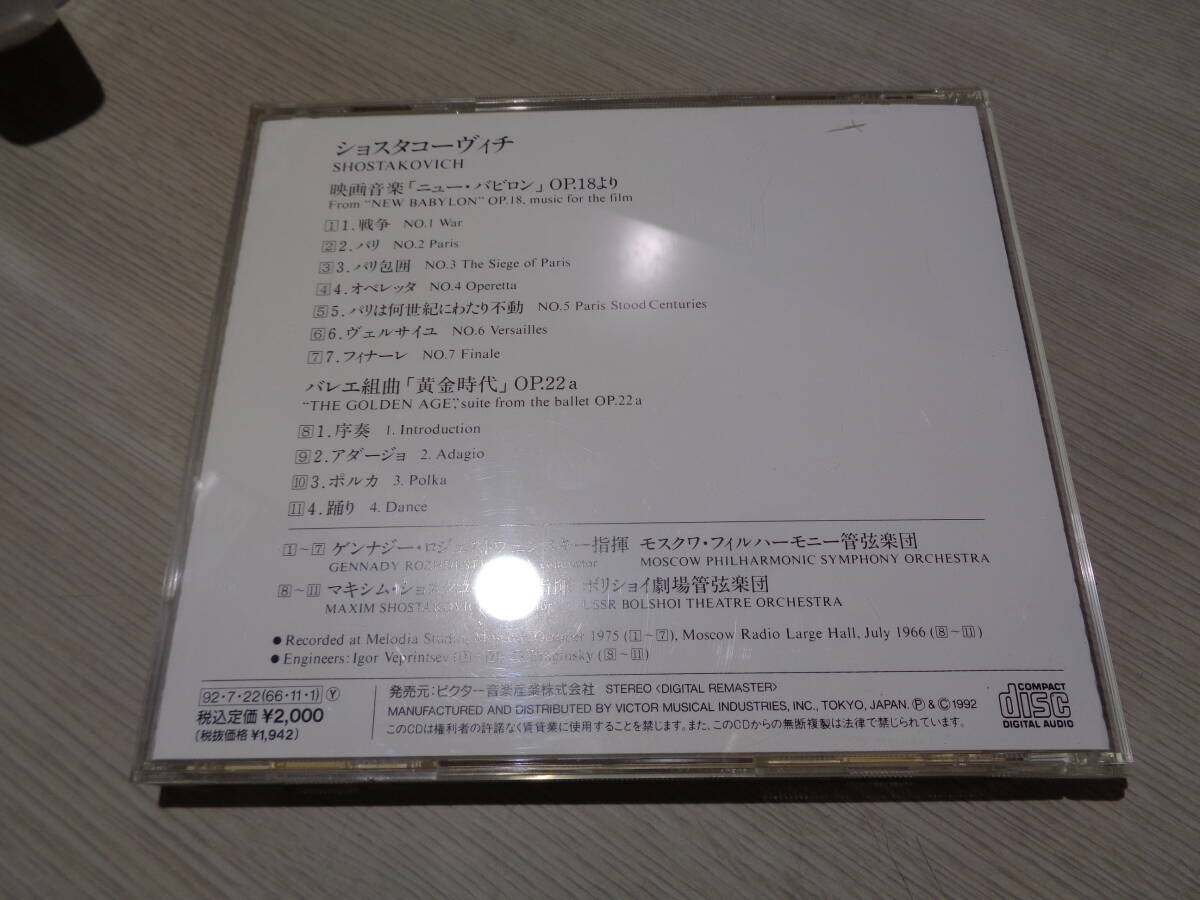 ショスタコーヴィチ
SHOSTAKOVICH
映画音楽「ニュー・バビロン」OP.18より
From "NEW BABYLON" OP.18, music for the film
1 1.戦争 NO.1 War
2 2.パリ NO.2 Paris
3 3.パリ包囲 NO.3 The Siege of Paris
4 4.オペレッタ NO.4 Operetta
5 5.パリは何世紀にわたり不動 NO.5 Paris Stood Centuries
6 6.ヴェルサイユ NO.6 Versailles
7 7.フィナーレ NO.7 Finale
バレエ組曲「黄金時代」OP.22a
"THE GOLDEN AGE", suite from the ballet OP.22a
8 1.序奏 1. Introduction
9 2.アダージョ 2. Adagio
10 3.ポルカ 3. Polka
11 4.踊り 4. Dance
1~7 ゲンナジー・ロジェストヴェンスキー指揮 モスクワ・フィルハーモニー管弦楽団
GENNADY MOSCOW PHILHARMONIC SYMPHONY ORCHESTRA
8~11 マキシム・ショスタコ 指揮 ボリショイ劇場管弦楽団
MAXIM SHOSTAKOVIC USSR BOLSHOI THEATRE ORCHESTRA
●Recorded at Melodia October 1975 (1~7), Moscow Radio Large Hall, July 1966 (8~11)
●Engineers: Igor Veprintsev (8~11)
92・7・22(66・11・1) Y
税込定価 ¥2,000
(税抜価格 ¥1,942)
発売元:ビクター音楽産業株式会社 STEREO〈DIGITAL REMASTER〉
MANUFACTURED AND DISTRIBUTED BY VICTOR MUSICAL INDUSTRIES, INC., TOKYO, JAPAN. Ⓟ & © 1992
このCDは権利者の許諾なく賃貸業に使用することを禁じます。また、このCDからの無断複製は法律で禁じられています。
COMPACT
disc
DIGITAL AUDIO